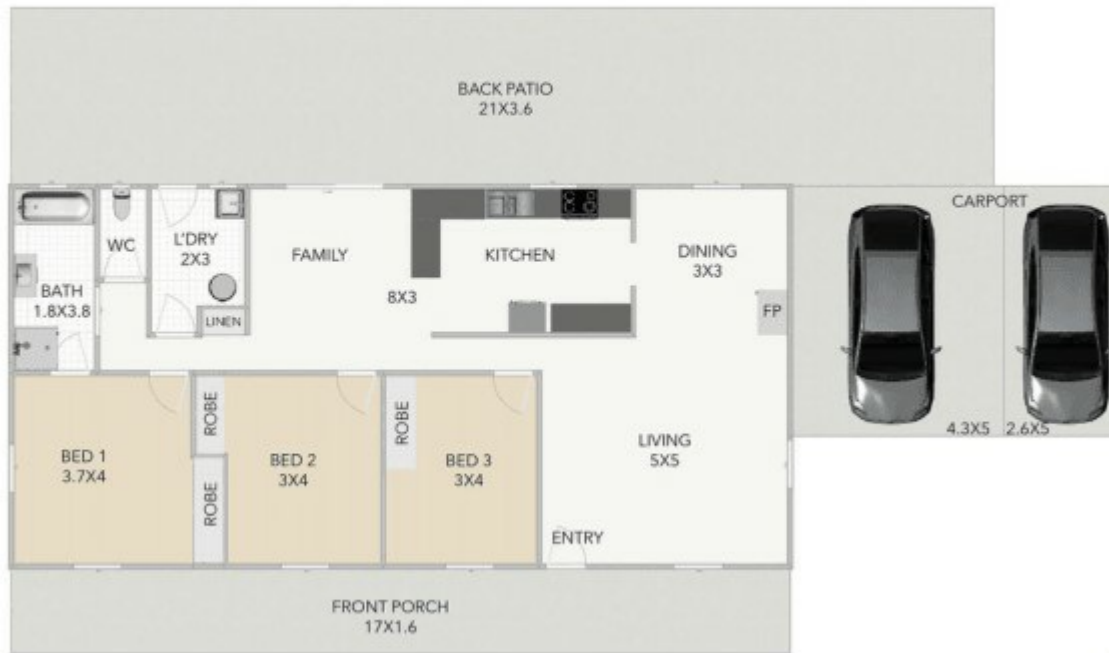 BACK PATIO
21X3.6
CARPORT
WC
L'DRY
2X3
FAMILY
KITCHEN
DINING
3X3
BATH
1.8X3.8
8X3
LINEN
FP
ROBE
ROBE
BED 1
3.7X4
BED 2
3X4
BED 3
3X4
LIVING
5X5
4.3X5
2.6X5
ROBE
ENTRY
FRONT PORCH
17X1.6